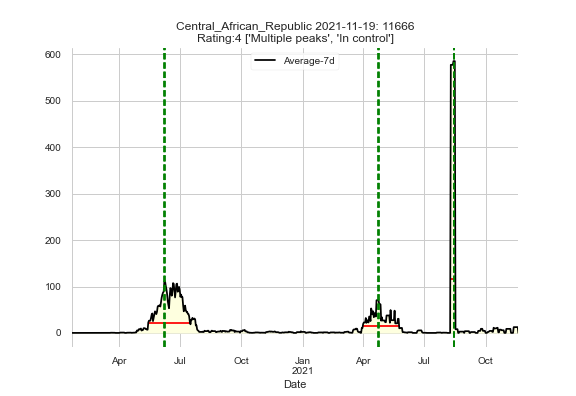 Central_African_Republic 2021-11-19: 11666
Rating:4 ['Multiple peaks', 'In control']
Average-7d
600
500
400
300
200
100
0
Apr Jul Oct Jan Apr Jul Oct
2021
Date